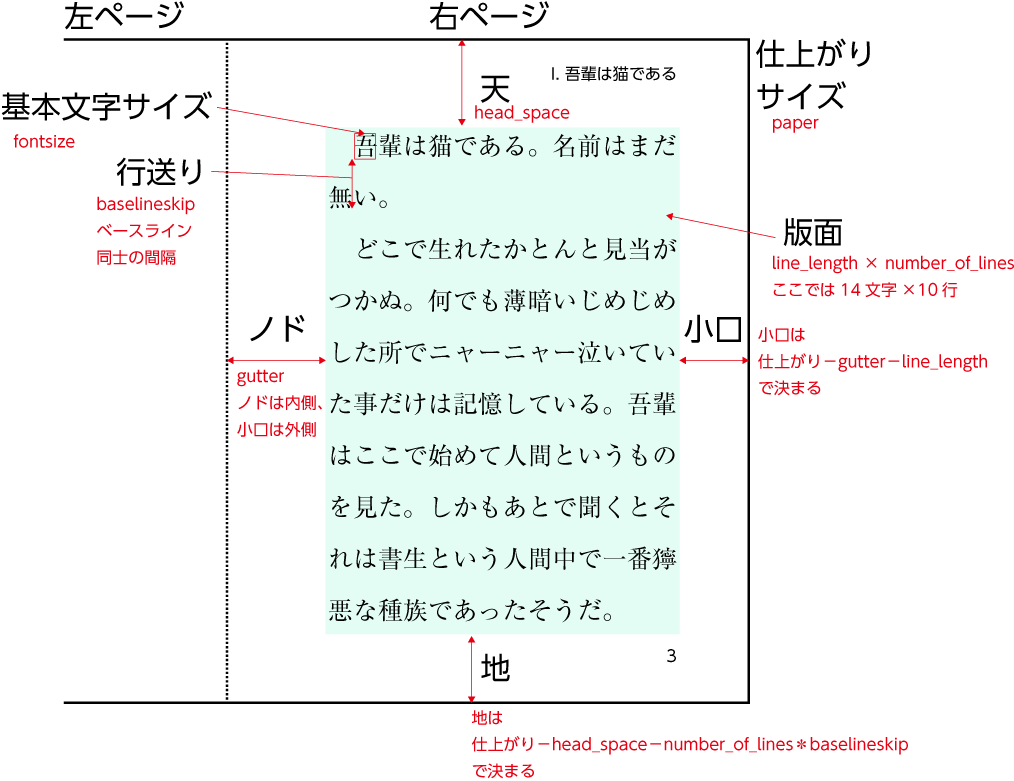 左ページ
右ページ
仕上がり
サイズ
paper
1. 吾輩は猫である
天
head_space
基本文字サイズ
fontsize
行送り
baselineskip
ベースライン
同士の間隔
吾輩は猫である。名前はまだ
無い。
どこで生れたかとんと見当が
つかぬ。何でも薄暗いじめじめ
した所でニャーニャー泣いてい
た事だけは記憶している。吾輩
はここで始めて人間というもの
を見た。しかもあとで聞くとそ
れは書生という人間中で一番獰
悪な種族であったそうだ。
版面
line_length × number_of_lines
ここでは 14 文字 ×10 行
ノド
gutter
ノドは内側、
小口は外側
小口
小口は
仕上がり－gutter－line_length
で決まる
3
地
地は
仕上がり－head_space－number_of_lines＊baselineskip
で決まる